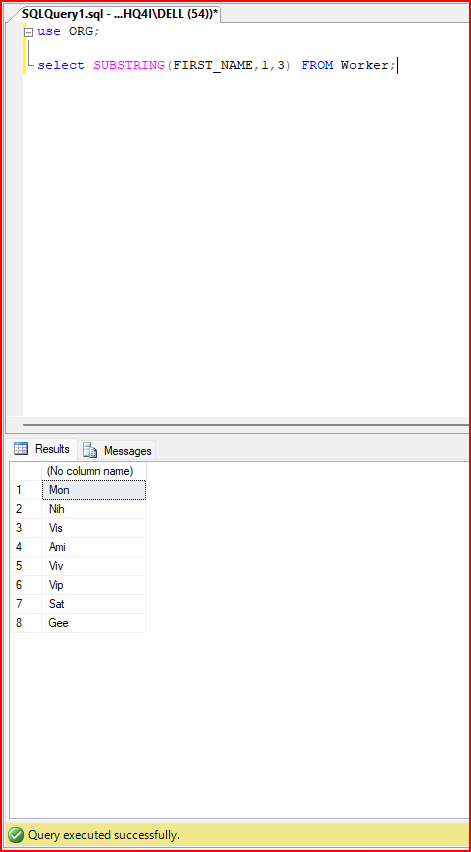 SQLQuery1.sql - ...HQ4I\DELL (54))*
use ORG;
select SUBSTRING(FIRST_NAME,1,3) FROM Worker;
Results Messages
(No column name)
1 Mon
2 Nih
3 Vis
4 Ami
5 Viv
6 Vip
7 Sat
8 Gee
Query executed successfully.